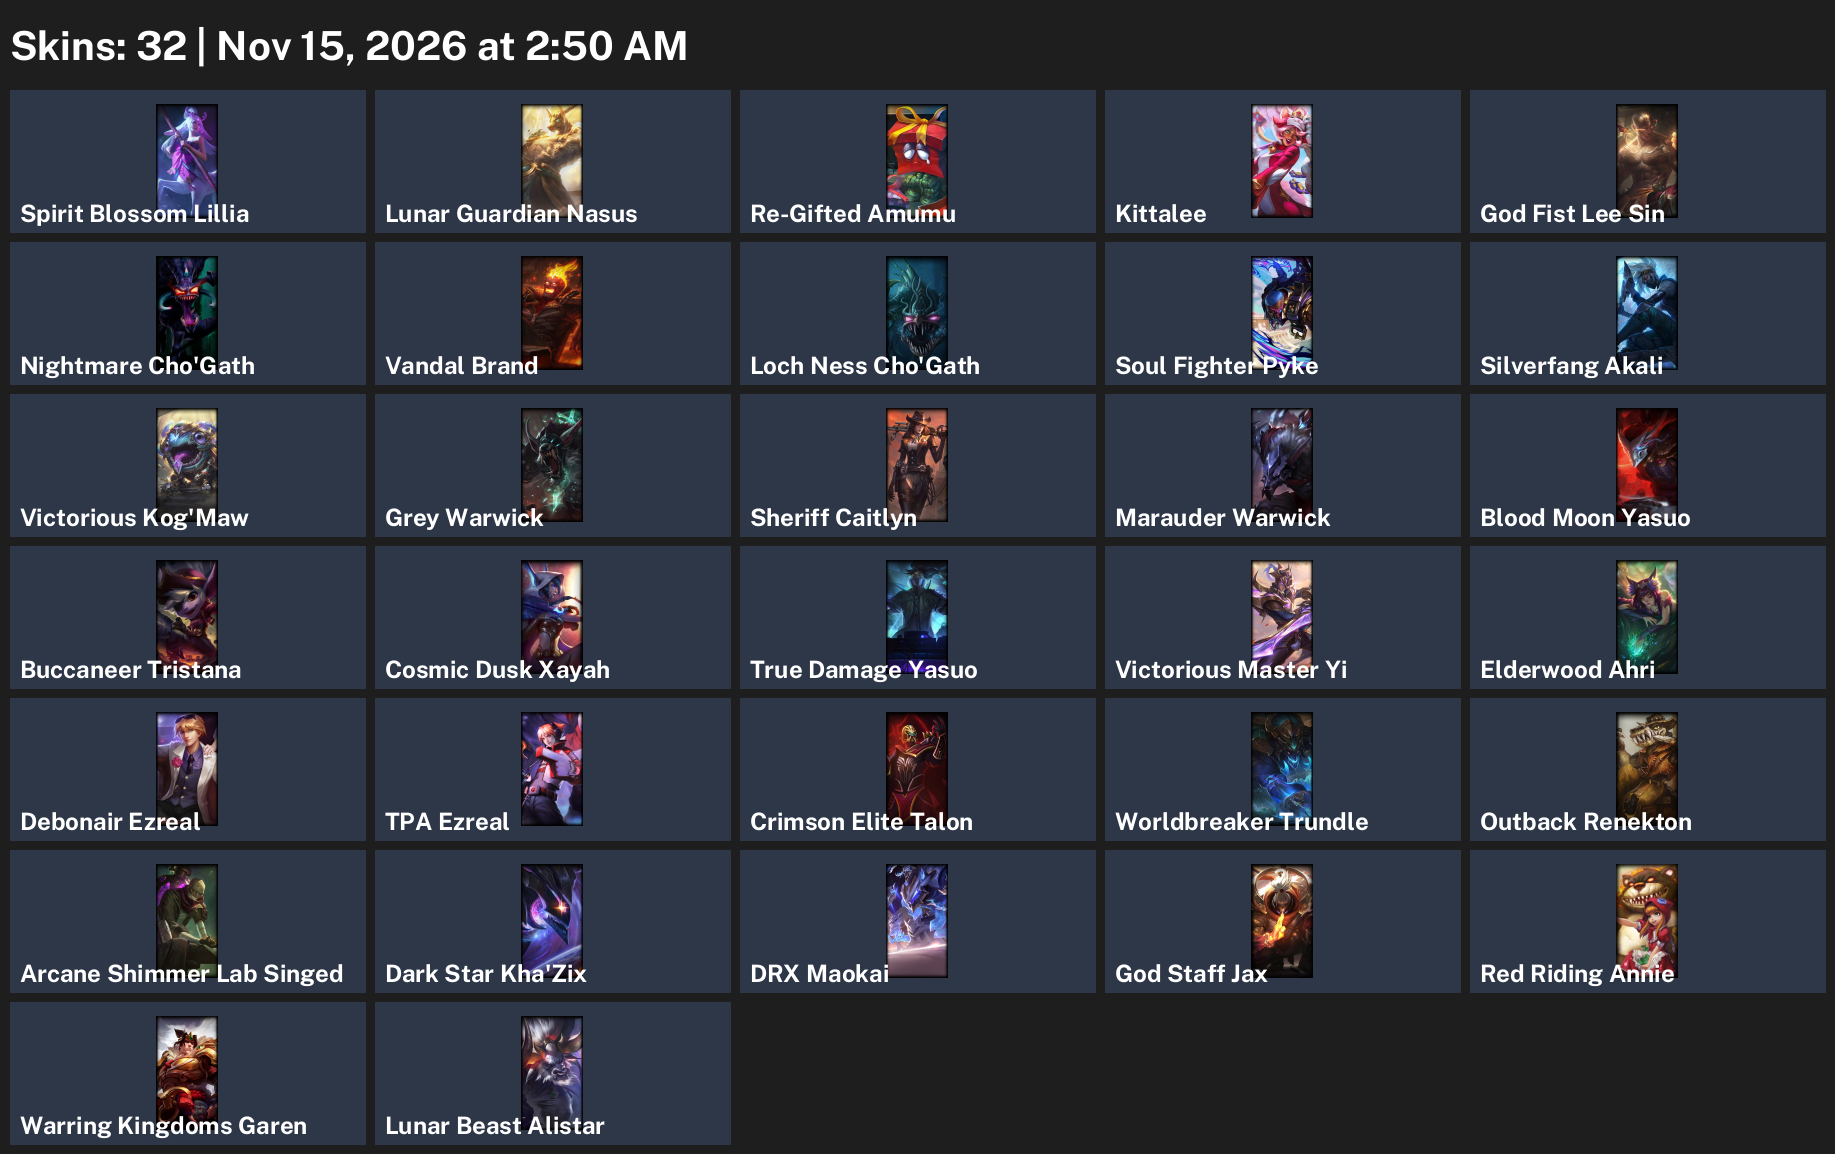 Skins: 32 | Nov 15, 2026 at 2:50 AM
Spirit Blossom Lillia
Lunar Guardian Nasus
Re-Gifted Amumu
Kittalee
God Fist Lee Sin
Nightmare Cho'Gath
Vandal Brand
Loch Ness Cho'Gath
Soul Fighter Pyke
Silverfang Akali
Victorious Kog'Maw
Grey Warwick
Sheriff Caitlyn
Marauder Warwick
Blood Moon Yasuo
Buccaneer Tristana
Cosmic Dusk Xayah
True Damage Yasuo
Victorious Master Yi
Elderwood Ahri
Debonair Ezreal
TPA Ezreal
Crimson Elite Talon
Worldbreaker Trundle
Outback Renekton
Arcane Shimmer Lab Singed
Dark Star Kha'Zix
DRX Maokai
God Staff Jax
Red Riding Annie
Warring Kingdoms Garen
Lunar Beast Alistar